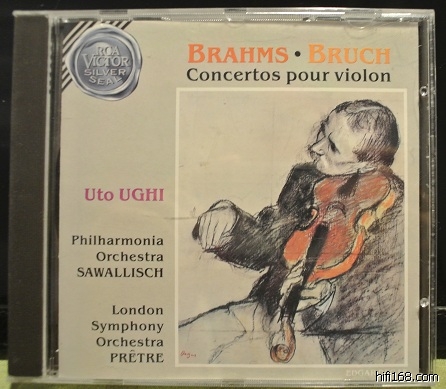 RCA
VICTOR
SILVER
SEAL
BRAHMS • BRUCH
Concertos pour violon
Uto UGHI
Philharmonia
Orchestra
SAWALLISCH
London
Symphony
Orchestra
PRÊTRE
hifi168.com